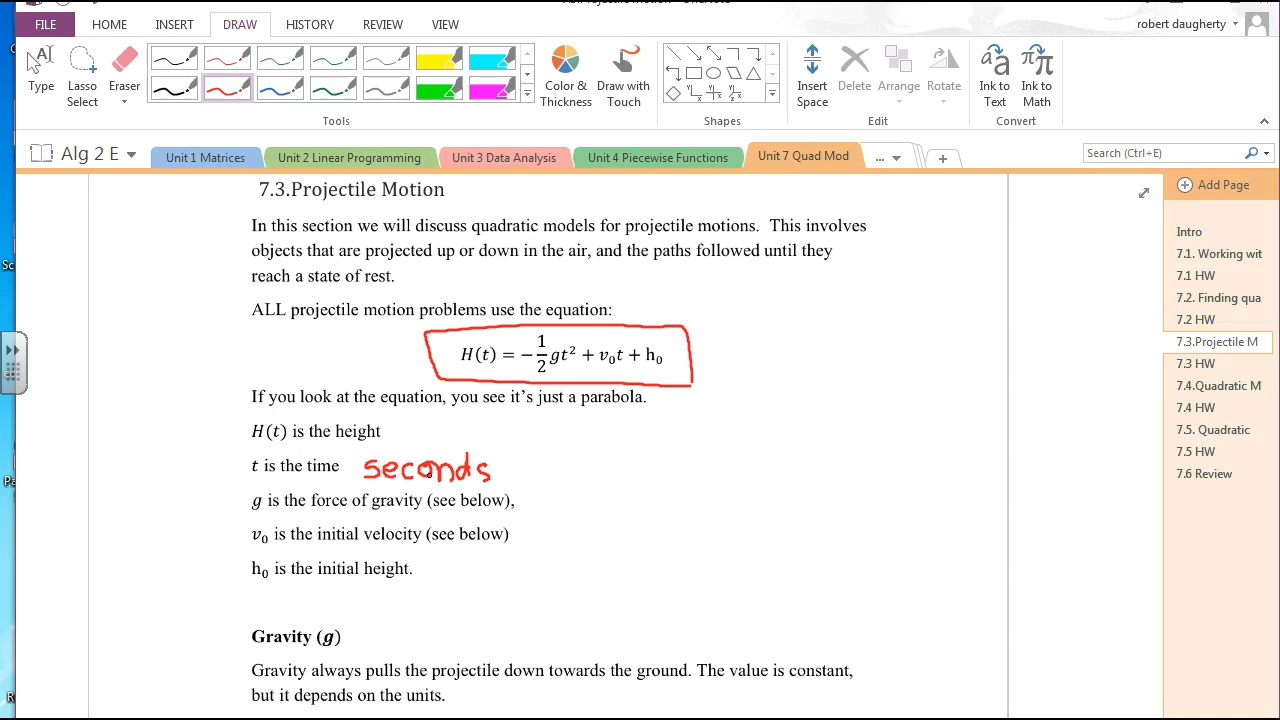 FILE HOME INSERT DRAW HISTORY REVIEW VIEW robert daugherty
Type Lasso Select Eraser Color & Thickness Draw with Touch Insert Space Delete Arrange Rotate Ink to Text Ink to Math
Tools Shapes Edit Convert
Alg 2 E Unit 1 Matrices Unit 2 Linear Programming Unit 3 Data Analysis Unit 4 Piecewise Functions Unit 7 Quad Mod ... Search (Ctrl+E)
7.3.Projectile Motion
In this section we will discuss quadratic models for projectile motions. This involves
objects that are projected up or down in the air, and the paths followed until they
reach a state of rest.
ALL projectile motion problems use the equation:
H(t) = −1/2 gt² + v₀t + h₀
If you look at the equation, you see it's just a parabola.
H(t) is the height
t is the time seconds
g is the force of gravity (see below),
v₀ is the initial velocity (see below)
h₀ is the initial height.
Gravity (g)
Gravity always pulls the projectile down towards the ground. The value is constant,
but it depends on the units.
Add Page
Intro
7.1. Working wit
7.1 HW
7.2. Finding qua
7.2 HW
7.3.Projectile M
7.3 HW
7.4.Quadratic M
7.4 HW
7.5. Quadratic
7.5 HW
7.6 Review